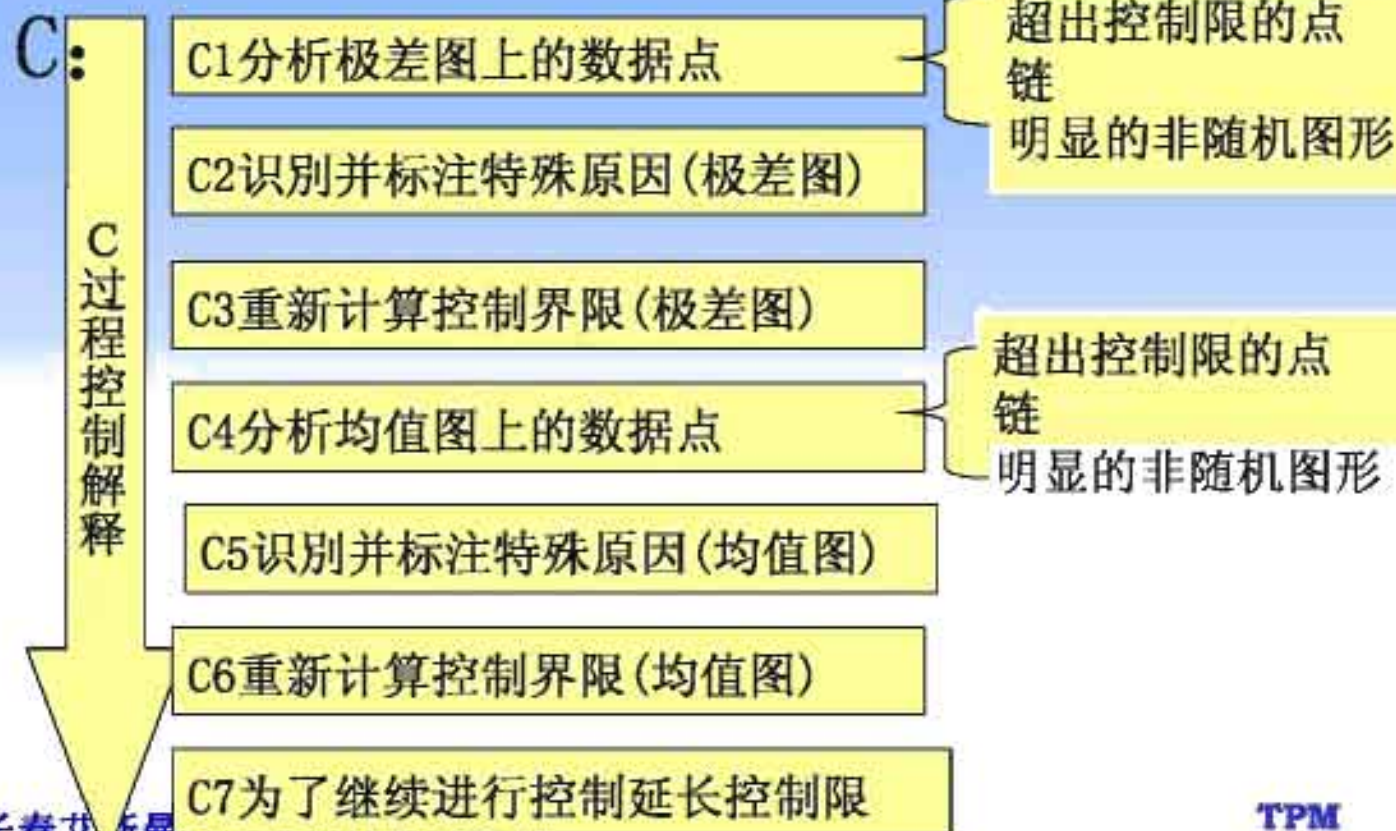 C:
C1分析极差图上的数据点
超出控制限的点
链
明显的非随机图形
C2识别并标注特殊原因(极差图)
C3重新计算控制界限(极差图)
C过程控制解释
C4分析均值图上的数据点
超出控制限的点
链
明显的非随机图形
C5识别并标注特殊原因(均值图)
C6重新计算控制界限(均值图)
C7为了继续进行控制延长控制限
TPM